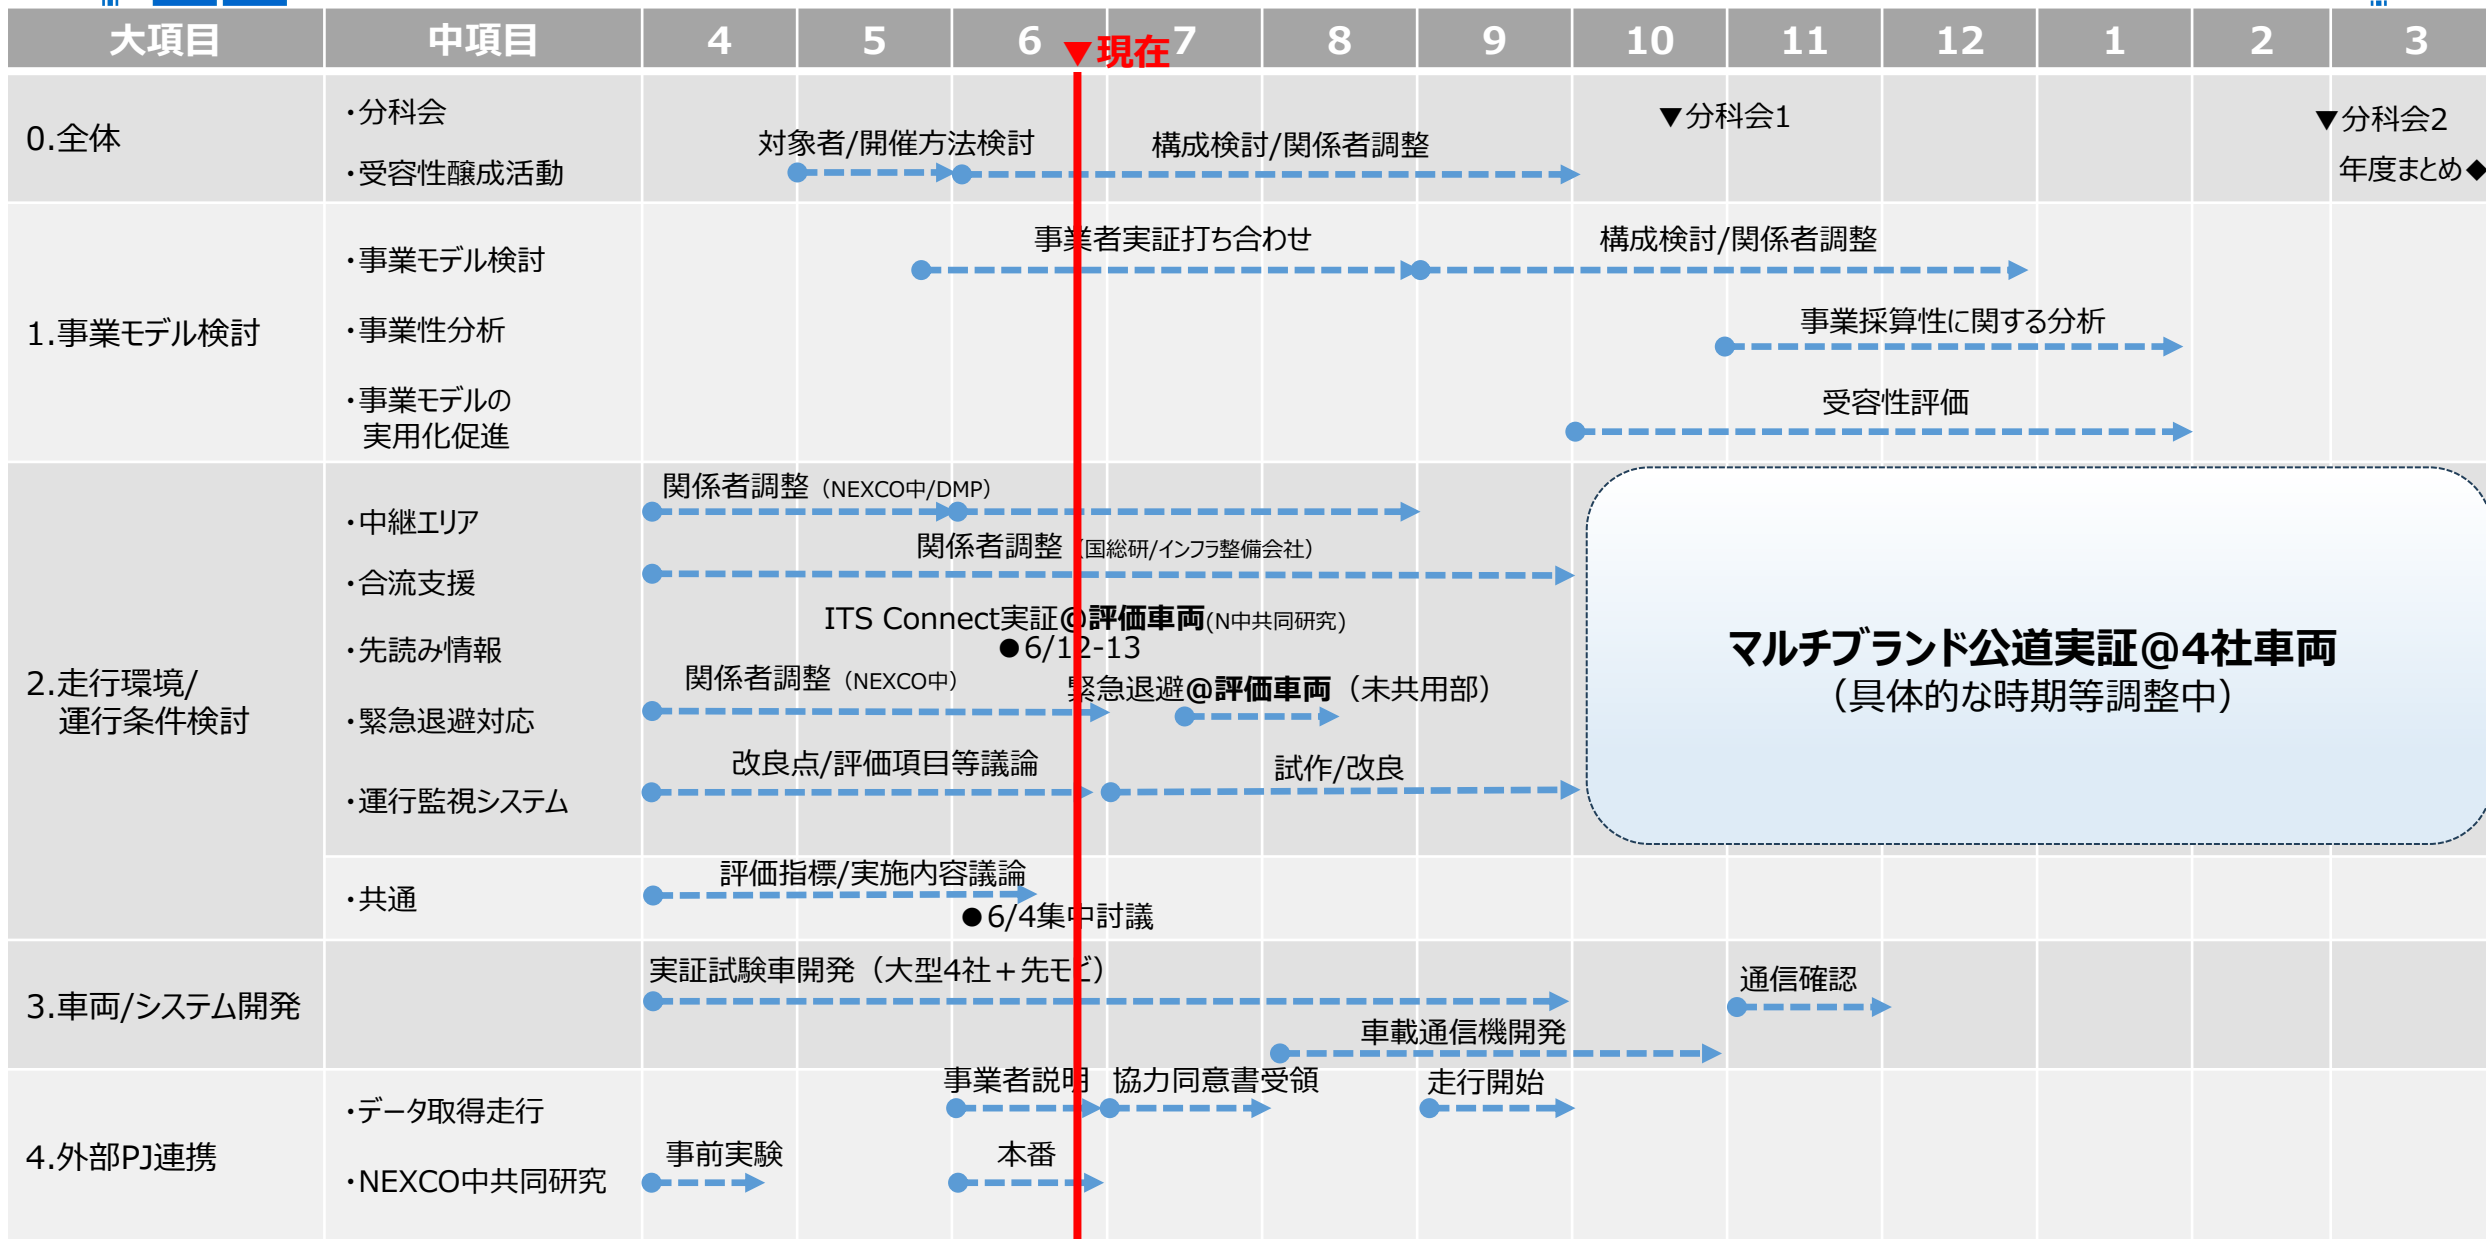 大項目 中項目 4 5 6 ▼現在 7 8 9 10 11 12 1 2 3
0.全体
・分科会
▼分科会1
▼分科会2
・受容性醸成活動
対象者/開催方法検討
構成検討/関係者調整
年度まとめ◆
1.事業モデル検討
・事業モデル検討
事業者実証打ち合わせ
構成検討/関係者調整
・事業性分析
事業採算性に関する分析
・事業モデルの
実用化促進
受容性評価
2.走行環境/
運行条件検討
・中継エリア
関係者調整（NEXCO中/DMP）
・合流支援
関係者調整（国総研/インフラ整備会社）
・先読み情報
ITS Connect実証@評価車両(N中共同研究)
●6/12-13
・緊急退避対応
関係者調整（NEXCO中）
緊急退避@評価車両（未共用部）
・運行監視システム
改良点/評価項目等議論
試作/改良
マルチブランド公道実証@4社車両
（具体的な時期等調整中）
・共通
評価指標/実施内容議論
●6/4集中討議
3.車両/システム開発
実証試験車開発（大型4社＋先モビ）
通信確認
車載通信機開発
4.外部PJ連携
・データ取得走行
事業者説明
協力同意書受領
走行開始
・NEXCO中共同研究
事前実験
本番